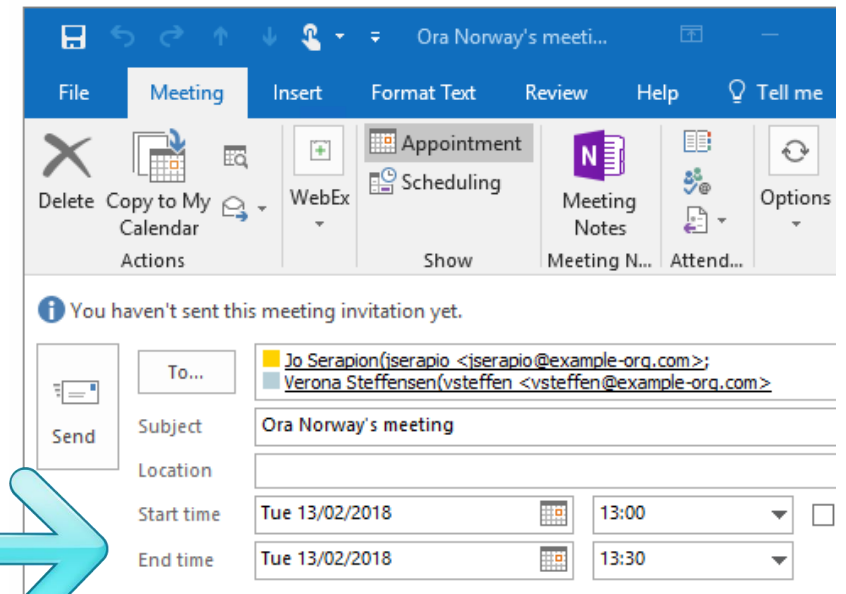 Ora Norway's meeti...
File Meeting Insert Format Text Review Help Tell me
Delete
Copy to My Calendar
Actions
WebEx
Appointment
Scheduling
Show
Meeting Notes
Meeting N...
Attend...
Options
You haven't sent this meeting invitation yet.
Send
To...
Jo Serapion(jserapio <jserapio@example-org.com>;
Verona Steffensen(vsteffen <vsteffen@example-org.com>
Subject Ora Norway's meeting
Location
Start time Tue 13/02/2018 13:00
End time Tue 13/02/2018 13:30